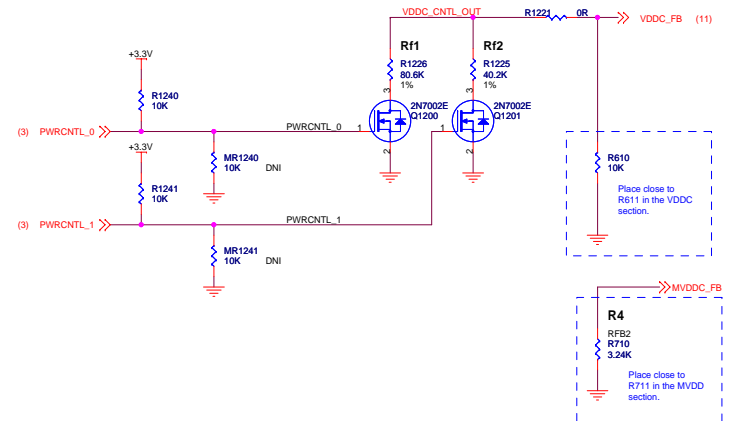 VDDC_CNTL_OUT
R1221 0R
VDDC_FB (11)
Rf1
R1226
80.6K
1%
Rf2
R1225
40.2K
1%
+3.3V
R1240
10K
3
2N7002E
Q1200
3
2N7002E
Q1201
(3) PWRCNTL_0
PWRCNTL_0 1
1
2
2
+3.3V
MR1240
10K DNI
R610
10K
Place close to
R611 in the VDDC
section.
R1241
10K
(3) PWRCNTL_1
PWRCNTL_1
MR1241
10K DNI
MVDDC_FB
R4
RFB2
R710
3.24K
Place close to
R711 in the MVDD
section.